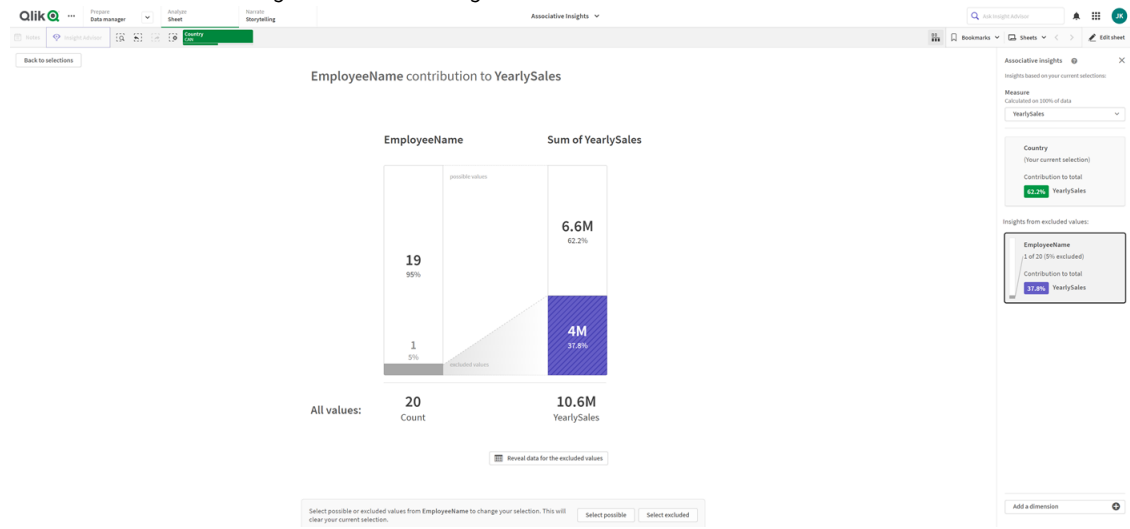 Qlik
Prepare
Data manager
Analyze
Sheet
Narrate
Storytelling
Associative Insights
Ask Insight Advisor
JK
Notes
Insight Advisor
Country
CAN
Bookmarks
Sheets
Edit sheet
Back to selections
EmployeeName contribution to YearlySales
EmployeeName
Sum of YearlySales
possible values
6.6M
62.2%
19
95%
4M
37.8%
1
5%
excluded values
All values:
20
Count
10.6M
YearlySales
Reveal data for the excluded values
Select possible or excluded values from EmployeeName to change your selection. This will
clear your current selection.
Select possible
Select excluded
Associative insights
Insights based on your current selections:
Measure
Calculated on 100% of data
YearlySales
Country
(Your current selection)
Contribution to total
62.2% YearlySales
Insights from excluded values:
EmployeeName
1 of 20 (5% excluded)
Contribution to total
37.8% YearlySales
Add a dimension